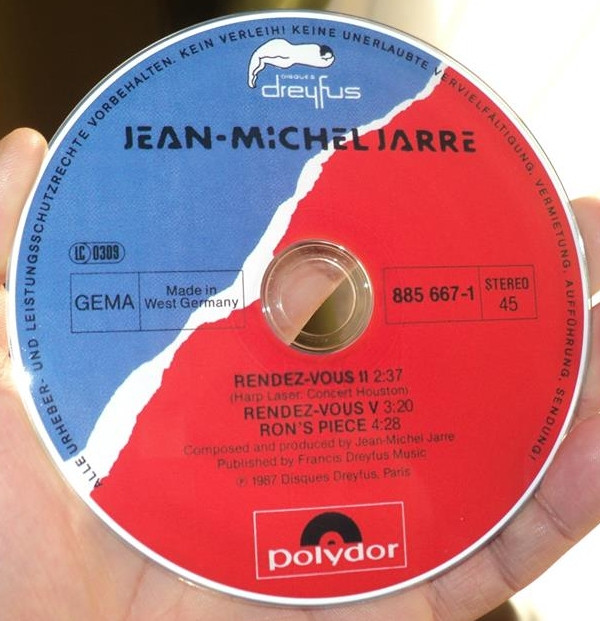 ALLE URHEBER- UND LEISTUNGSSCHUTZRECHTE VORBEHALTEN. KEIN VERLEIH! KEINE UNERLAUBTE VERVIELFÄLTIGUNG, VERMIETUNG, AUFFÜHRUNG, SENDUNG!
DISQUES
dreyfus
JEAN-MICHEL JARRE
LC 0309
GEMA
Made in
West Germany
885 667-1
STEREO
45
RENDEZ-VOUS II 2:37
(Harp Laser: Concert Houston)
RENDEZ-VOUS V 3:20
RON'S PIECE 4:28
Composed and produced by Jean-Michel Jarre
Published by Francis Dreyfus Music
℗ 1987 Disques Dreyfus, Paris
polydor